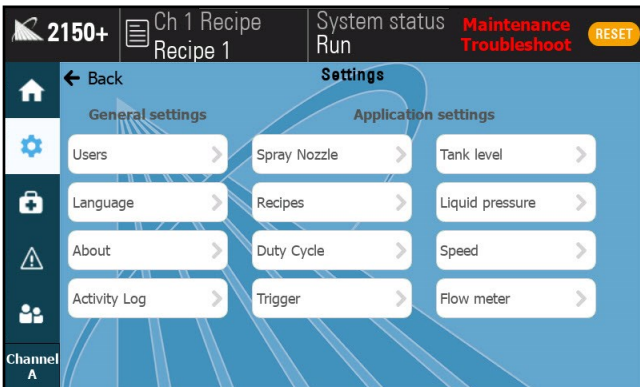 2150+
Ch 1 Recipe
Recipe 1
System status
Run
Maintenance
Troubleshoot
RESET
Back
Settings
General settings
Application settings
Users
Spray Nozzle
Tank level
Language
Recipes
Liquid pressure
About
Duty Cycle
Speed
Activity Log
Trigger
Flow meter
Channel
A